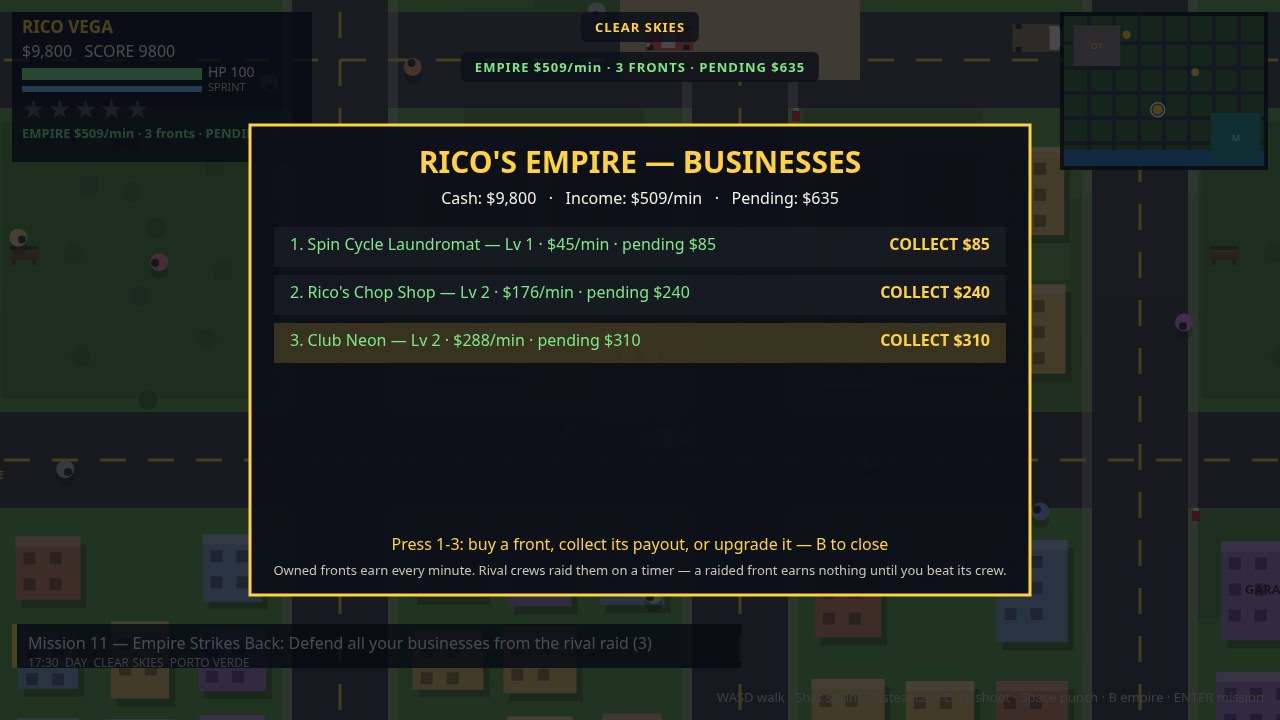 RICO VEGA
$9,800 SCORE 9800
HP 100
SPRINT
EMPIRE $509/min · 3 fronts · PENDI
CLEAR SKIES
EMPIRE $509/min · 3 FRONTS · PENDING $635
OT
M
RICO'S EMPIRE — BUSINESSES
Cash: $9,800 · Income: $509/min · Pending: $635
1. Spin Cycle Laundromat — Lv 1 · $45/min · pending $85 COLLECT $85
2. Rico's Chop Shop — Lv 2 · $176/min · pending $240 COLLECT $240
3. Club Neon — Lv 2 · $288/min · pending $310 COLLECT $310
Press 1-3: buy a front, collect its payout, or upgrade it — B to close
Owned fronts earn every minute. Rival crews raid them on a timer — a raided front earns nothing until you beat its crew.
GARA
Mission 11 — Empire Strikes Back: Defend all your businesses from the rival raid (3)
17:30 DAY CLEAR SKIES PORTO VERDE
WASD walk · shoot · Space punch · B empire · ENTER mission